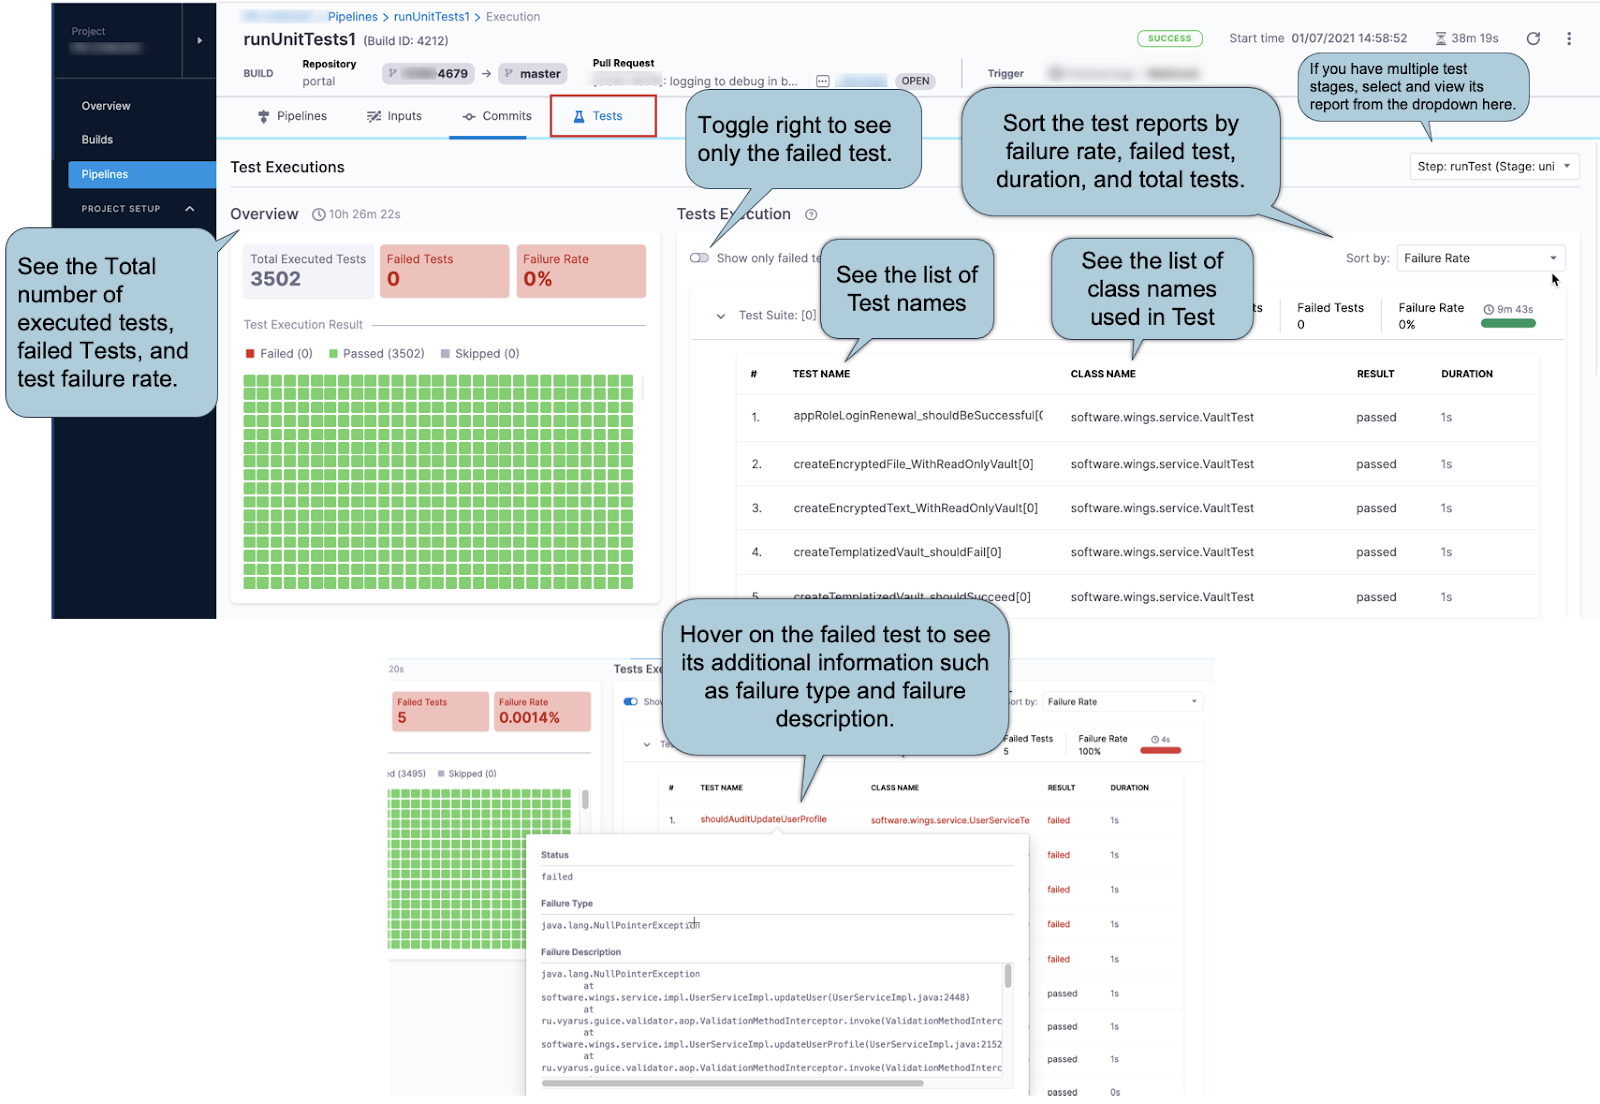 Project
Pipelines > runUnitTests1 > Execution
runUnitTests1 (Build ID: 4212)
SUCCESS
Start time 01/07/2021 14:58:52
38m 19s
BUILD
Repository
portal
4679 → master
Pull Request
: logging to debug in b...
OPEN
Trigger
If you have multiple test
stages, select and view its
report from the dropdown here.
Overview
Builds
Pipelines
PROJECT SETUP
Pipelines
Inputs
Commits
Tests
Toggle right to see
only the failed test.
Sort the test reports by
failure rate, failed test,
duration, and total tests.
Test Executions
Step: runTest (Stage: uni
Overview
10h 26m 22s
Tests Execution
See the Total
number of
executed tests,
failed Tests, and
test failure rate.
Total Executed Tests
3502
Failed Tests
0
Failure Rate
0%
Show only failed te
See the list of
Test names
See the list of
class names
used in Test
Sort by:
Failure Rate
Test Execution Result
Failed (0)
Passed (3502)
Skipped (0)
Test Suite: [0]
ts
Failed Tests
0
Failure Rate
0%
9m 43s
# TEST NAME CLASS NAME RESULT DURATION
1. appRoleLoginRenewal_shouldBeSuccessful[( software.wings.service.VaultTest passed 1s
2. createEncryptedFile_WithReadOnlyVault[0] software.wings.service.VaultTest passed 1s
3. createEncryptedText_WithReadOnlyVault[0] software.wings.service.VaultTest passed 1s
4. createTemplatizedVault_shouldFail[0] software.wings.service.VaultTest passed 1s
5 createTemplatizedVault_shouldSucceed[0] software.wings.service.VaultTest passed 1s
Hover on the failed test to see
its additional information such
as failure type and failure
description.
20s
Tests Exe
Failed Tests
5
Failure Rate
0.0014%
Show
ort by:
Failure Rate
Te
Failed Tests
5
Failure Rate
100%
4s
ed (3495)
Skipped (0)
# TEST NAME CLASS NAME RESULT DURATION
1. shouldAuditUpdateUserProfile software.wings.service.UserServiceTe failed 1s
failed 1s
failed 1s
failed 1s
failed 1s
passed 1s
passed 1s
passed 1s
passed 0s
Status
failed
Failure Type
java.lang.NullPointerException
Failure Description
java.lang.NullPointerException
at
software.wings.service.impl.UserServiceImpl.updateUser(UserServiceImpl.java:2448)
at
ru.vyarus.guice.validator.aop.ValidationMethodInterceptor.invoke(ValidationMethodInterc
at
software.wings.service.impl.UserServiceImpl.updateUserProfile(UserServiceImpl.java:2152
at
ru.vyarus.guice.validator.aop.ValidationMethodInterceptor.invoke(ValidationMethodInterc